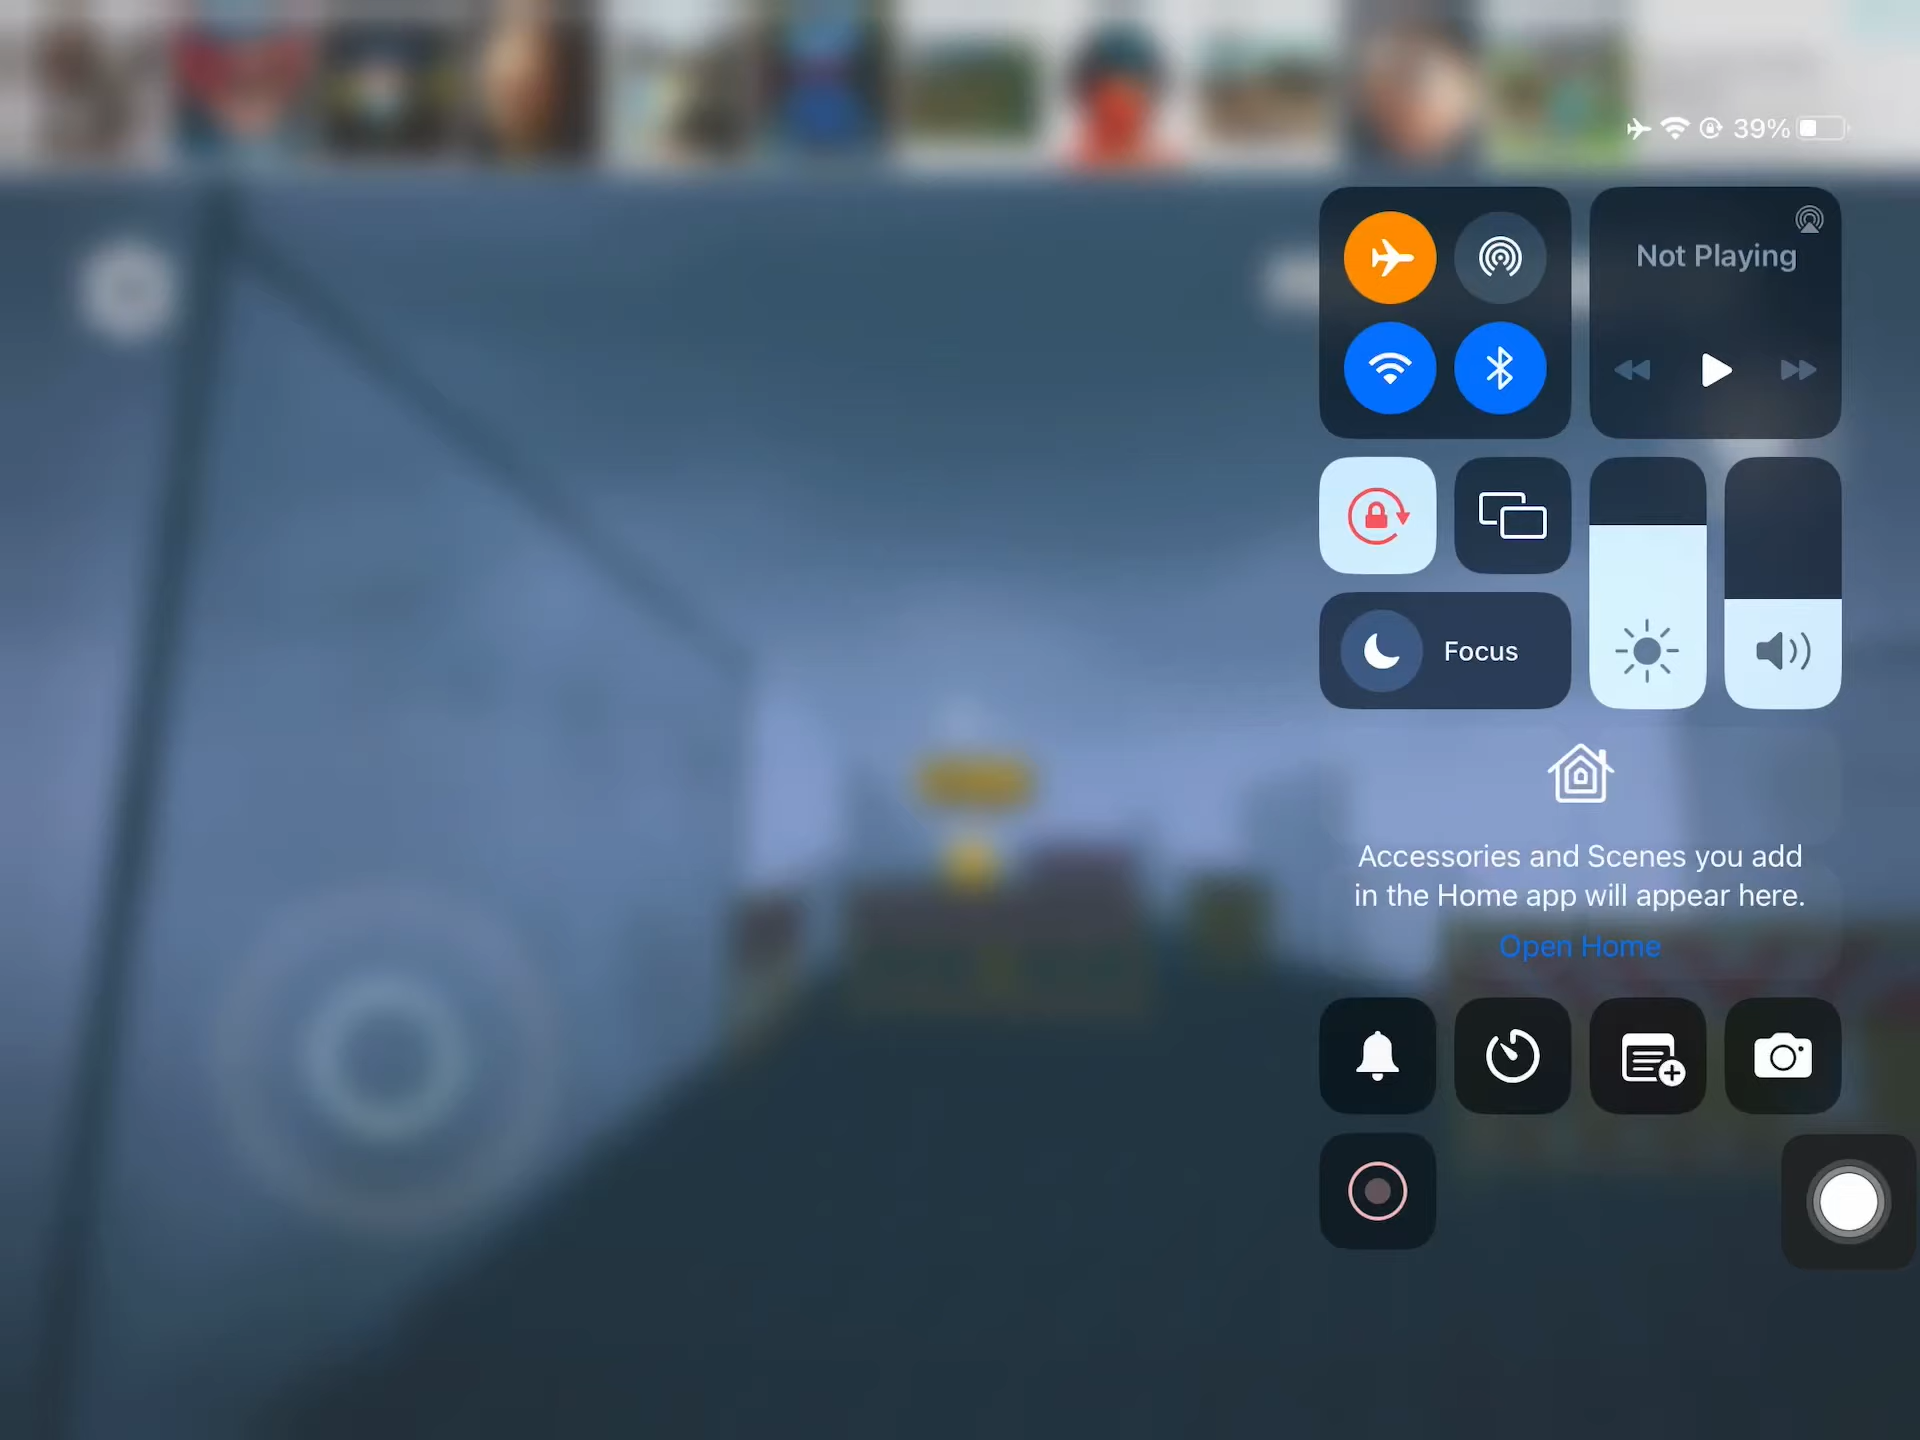 39%
Not Playing
Focus
Accessories and Scenes you add
in the Home app will appear here.
Open Home